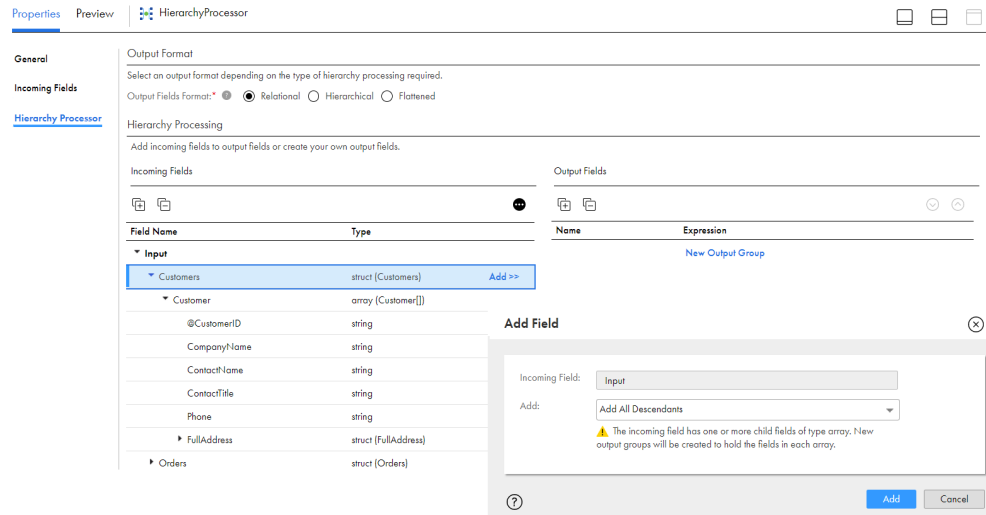 Properties Preview HierarchyProcessor
General
Incoming Fields
Hierarchy Processor
Output Format
Select an output format depending on the type of hierarchy processing required.
Output Fields Format:* Relational Hierarchical Flattened
Hierarchy Processing
Add incoming fields to output fields or create your own output fields.
Incoming Fields
Field Name Type
Input
Customers struct (Customers) Add >>
Customer array (Customer[])
@CustomerID string
CompanyName string
ContactName string
ContactTitle string
Phone string
FullAddress struct (FullAddress)
Orders struct (Orders)
Output Fields
Name Expression
New Output Group
Add Field
Incoming Field: Input
Add: Add All Descendants
The incoming field has one or more child fields of type array. New
output groups will be created to hold the fields in each array.
? Add Cancel